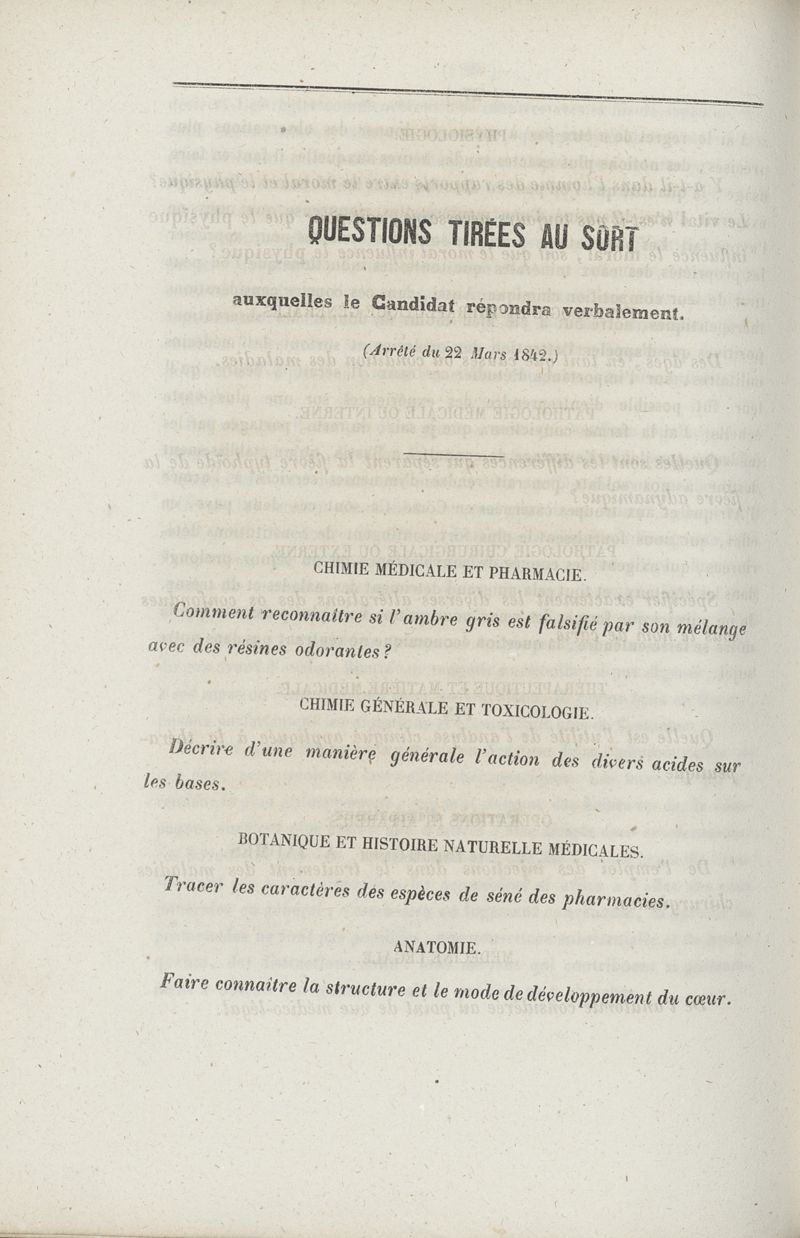 QUESTIONS TIRÉES AU SORT
auxquelles le Candidat répondra verbalement.
(Arrêté du 22 Mars 1842.)
CHIMIE MÉDICALE ET PHARMACIE.
Comment reconnaître si l'ambre gris est falsifié par son mélange
avec des résines odorantes ?
CHIMIE GÉNÉRALE ET TOXICOLOGIE.
Décrire d'une manière générale l'action des divers acides sur
les bases.
BOTANIQUE ET HISTOIRE NATURELLE MÉDICALES.
Tracer les caractères des espèces de séné des pharmacies.
ANATOMIE.
Faire connaître la structure et le mode de développement du cœur.